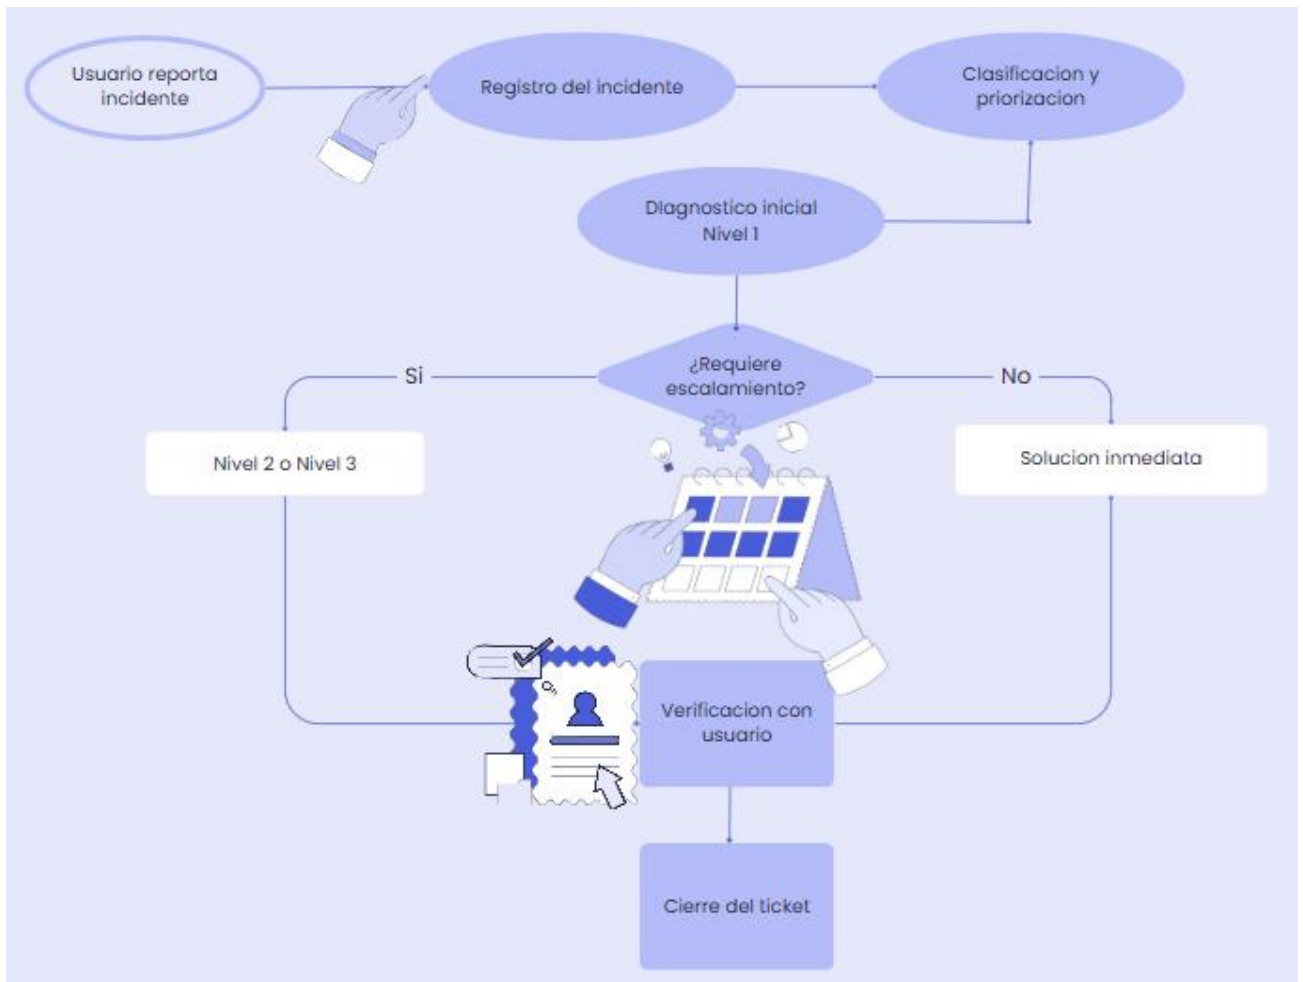 Usuario reporta
incidente
Registro del incidente
Clasificacion y
priorizacion
DIagnostico inicial
Nivel 1
¿Requiere
escalamiento?
Si
No
Nivel 2 o Nivel 3
Solucion inmediata
Verificacion con
usuario
Cierre del ticket